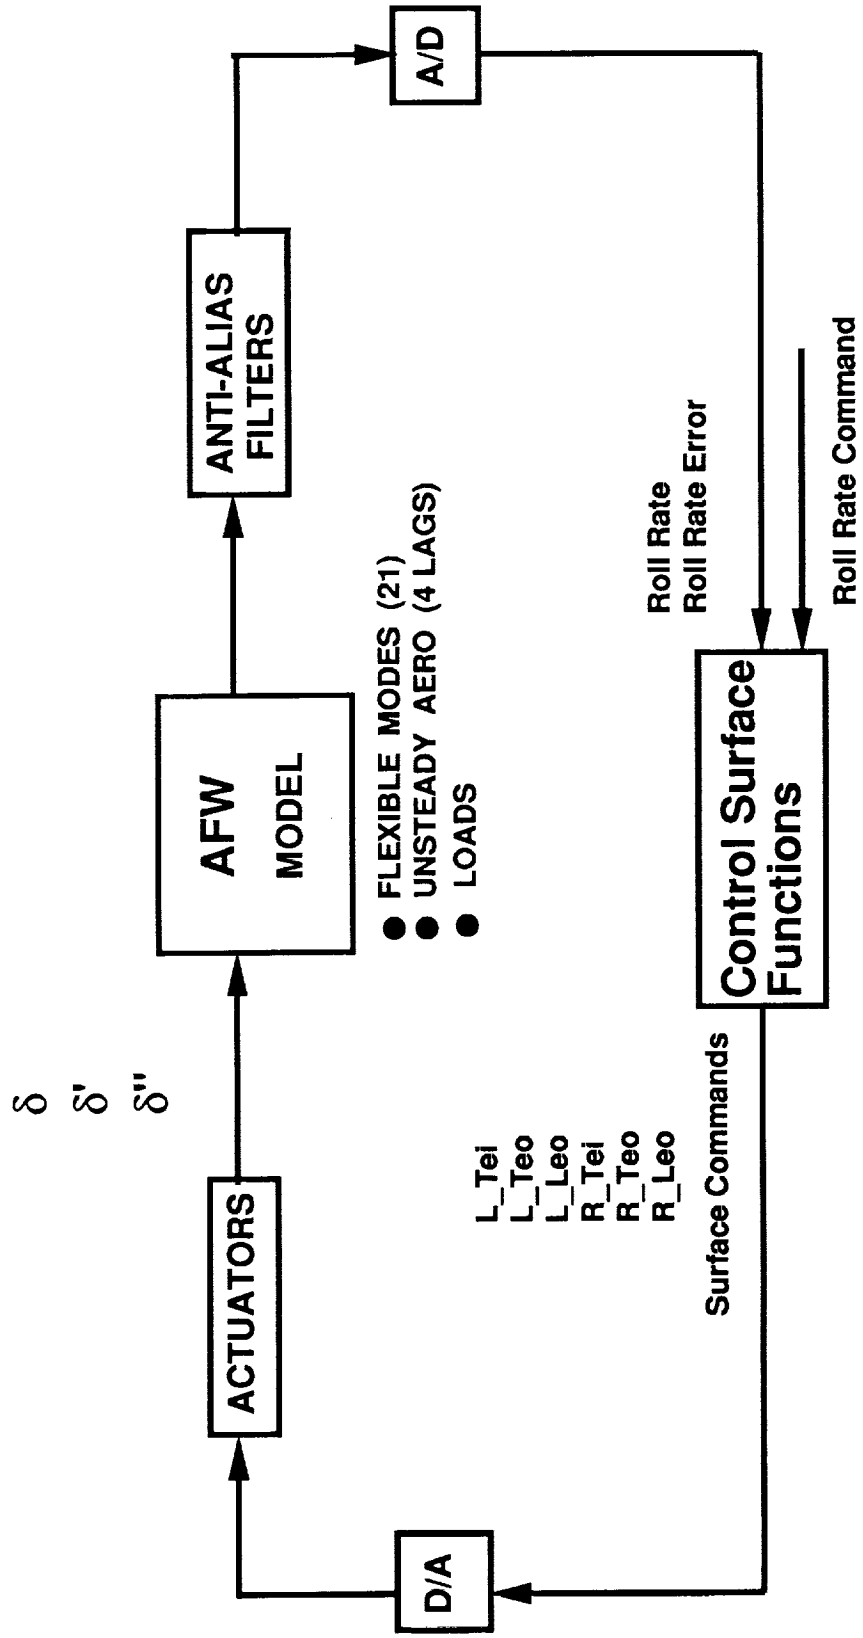 δ
δ'
δ"
ACTUATORS
AFW
MODEL
ANTI-ALIAS
FILTERS
● FLEXIBLE MODES (21)
● UNSTEADY AERO (4 LAGS)
● LOADS
D/A
A/D
L_Tei
L_Teo
L_Leo
R_Tei
R_Teo
R_Leo
Surface Commands
Control Surface
Functions
Roll Rate
Roll Rate Error
Roll Rate Command